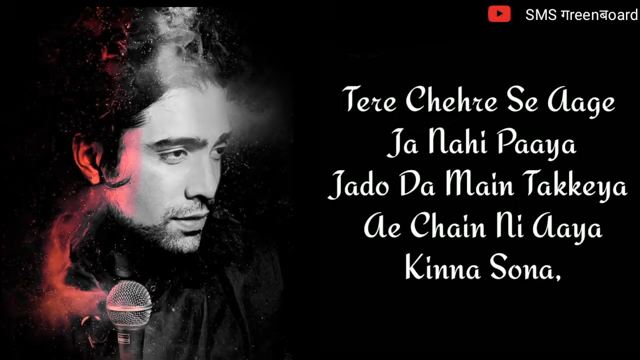 SMS गreenबoard
Tere Chehre Se Aage
Ja Nahi Paaya
Jado Da Main Takkeya
Ae Chain Ni Aaya
Kinna Sona,